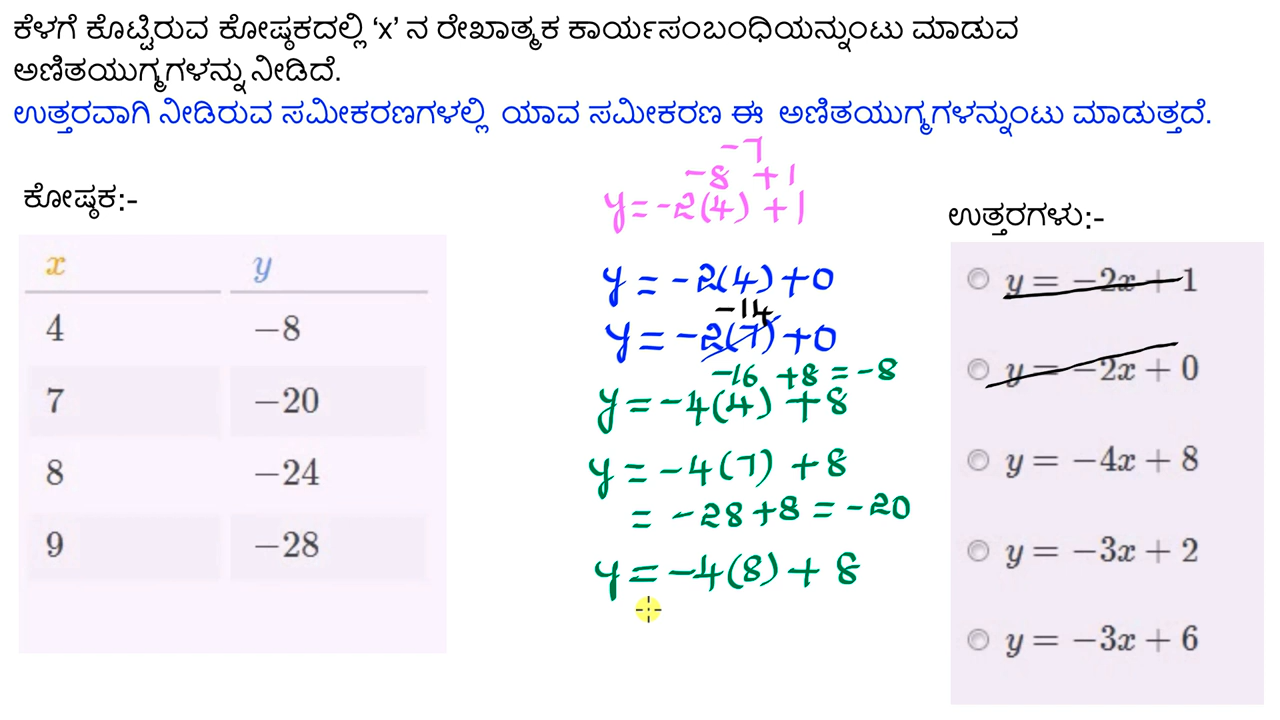 ಕೆಳಗೆ ಕೊಟ್ಟಿರುವ ಕೋಷ್ಠಕದಲ್ಲಿ ‘x’ ನ ರೇಖಾತ್ಮಕ ಕಾರ್ಯಸಂಬಂಧಿಯನ್ನುಂಟು ಮಾಡುವ
ಅಣಿತಯುಗ್ಮಗಳನ್ನು ನೀಡಿದೆ.
ಉತ್ತರವಾಗಿ ನೀಡಿರುವ ಸಮೀಕರಣಗಳಲ್ಲಿ ಯಾವ ಸಮೀಕರಣ ಈ ಅಣಿತಯುಗ್ಮಗಳನ್ನುಂಟು ಮಾಡುತ್ತದೆ.
ಕೋಷ್ಠಕ:-
x y
4 −8
7 −20
8 −24
9 −28
-7
-8 +1
y = -2(4) + 1
y = -2(4) + 0
-14
y = -2(7) + 0
-16 +8 = -8
y = -4(4) + 8
y = -4(7) + 8
= -28 + 8 = -20
y = -4(8) + 8
ಉತ್ತರಗಳು:-
y = −2x + 1
y = −2x + 0
y = −4x + 8
y = −3x + 2
y = −3x + 6